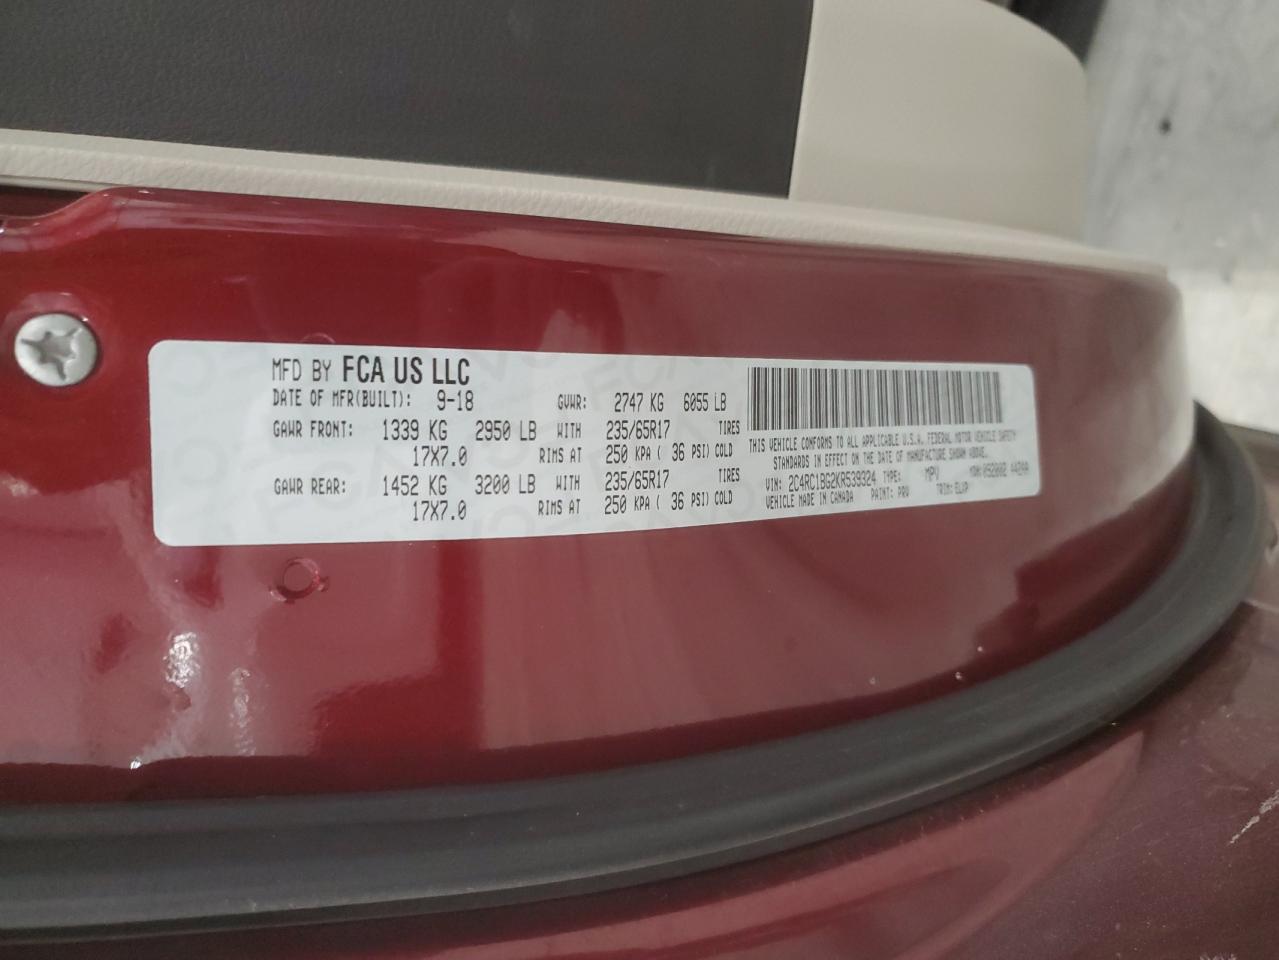 MFD BY FCA US LLC
DATE OF MFR(BUILT): 9-18 GVWR: 2747 KG 6055 LB
GAWR FRONT: 1339 KG 2950 LB WITH 235/65R17 TIRES
17X7.0 RIMS AT 250 KPA ( 36 PSI) COLD
GAWR REAR: 1452 KG 3200 LB WITH 235/65R17 TIRES
17X7.0 RIMS AT 250 KPA ( 36 PSI) COLD
THIS VEHICLE CONFORMS TO ALL APPLICABLE U.S.A. FEDERAL MOTOR VEHICLE SAFETY
STANDARDS IN EFFECT ON THE DATE OF MANUFACTURE SHOWN ABOVE.
VIN: 2C4RC1BG2KR539324 TYPE: MPV MDH:
VEHICLE MADE IN CANADA PAINT: PRV TRIM: